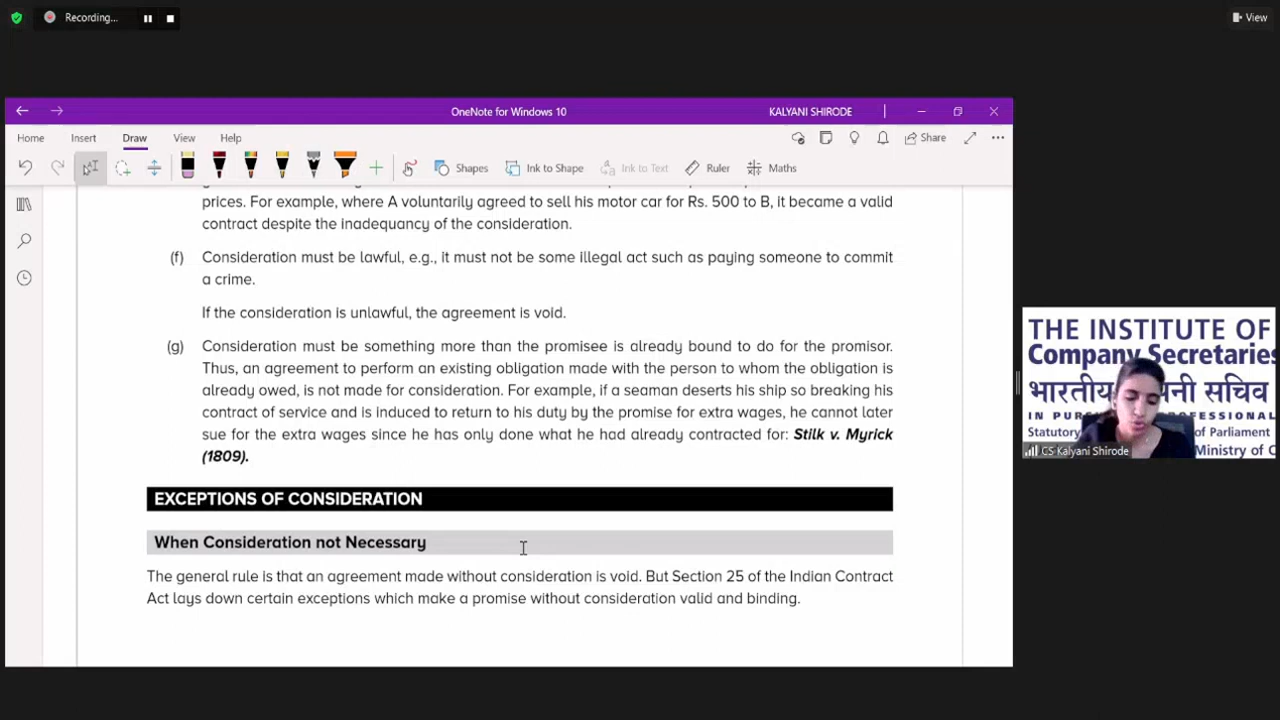 Recording...
View
OneNote for Windows 10
KALYANI SHIRODE
Home
Insert
Draw
View
Help
Share
Shapes
Ink to Shape
Ink to Text
Ruler
Maths
prices. For example, where A voluntarily agreed to sell his motor car for Rs. 500 to B, it became a valid
contract despite the inadequancy of the consideration.
(f) Consideration must be lawful, e.g., it must not be some illegal act such as paying someone to commit
a crime.
If the consideration is unlawful, the agreement is void.
(g) Consideration must be something more than the promisee is already bound to do for the promisor.
Thus, an agreement to perform an existing obligation made with the person to whom the obligation is
already owed, is not made for consideration. For example, if a seaman deserts his ship so breaking his
contract of service and is induced to return to his duty by the promise for extra wages, he cannot later
sue for the extra wages since he has only done what he had already contracted for: Stilk v. Myrick
(1809).
EXCEPTIONS OF CONSIDERATION
When Consideration not Necessary
The general rule is that an agreement made without consideration is void. But Section 25 of the Indian Contract
Act lays down certain exceptions which make a promise without consideration valid and binding.
THE INSTITUTE OF
Company Secretaries
भारतीय सचिव
IN PUR PROFESSIONAL
Statutory of Parliament
CS Kalyani Shirode
Ministry of C